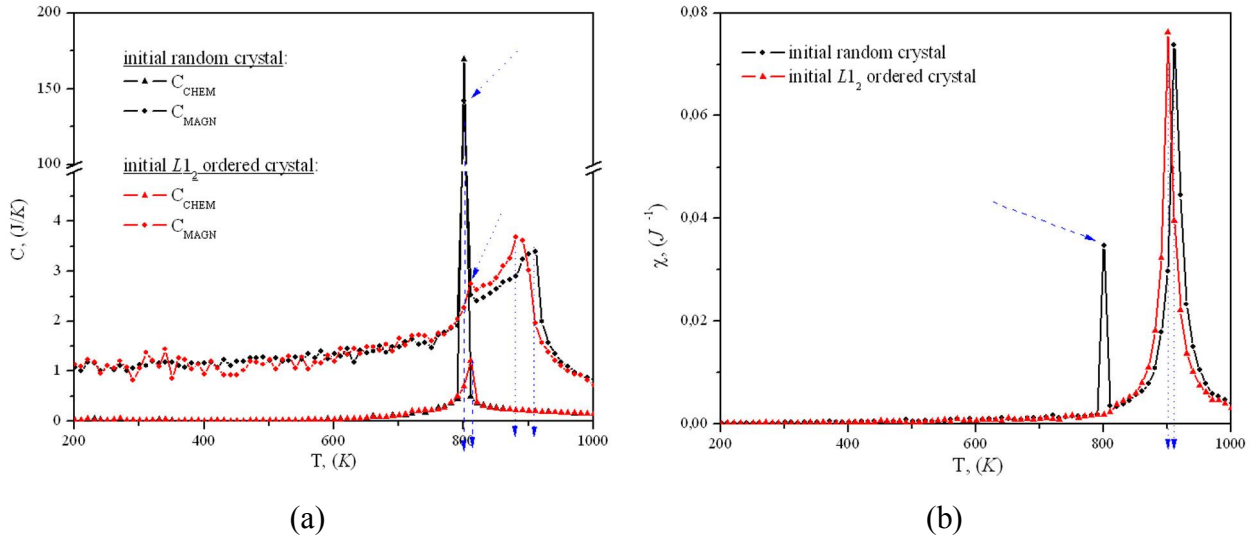 200
175
150
125
100
4
3
2
1
0
C, (J/K)
initial random crystal:
C_CHEM
C_MAGN
initial L1_2 ordered crystal:
C_CHEM
C_MAGN
200 400 600 800 1000
T, (K)
(a)
0,08
0,06
0,04
0,02
0,00
χ, (J⁻¹)
initial random crystal
initial L1_2 ordered crystal
200 400 600 800 1000
T, (K)
(b)